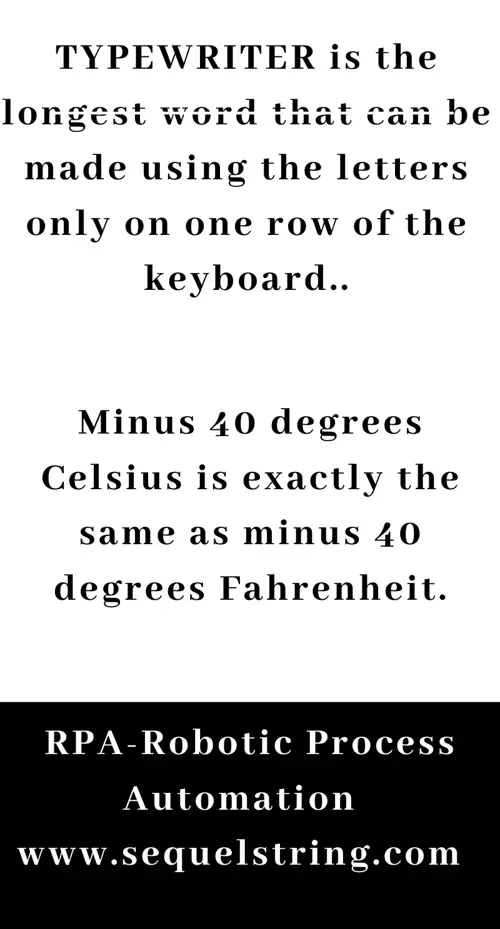 TYPEWRITER is the
longest word that can be
made using the letters
only on one row of the
keyboard..
Minus 40 degrees
Celsius is exactly the
same as minus 40
degrees Fahrenheit.
RPA-Robotic Process
Automation
www.sequelstring.com